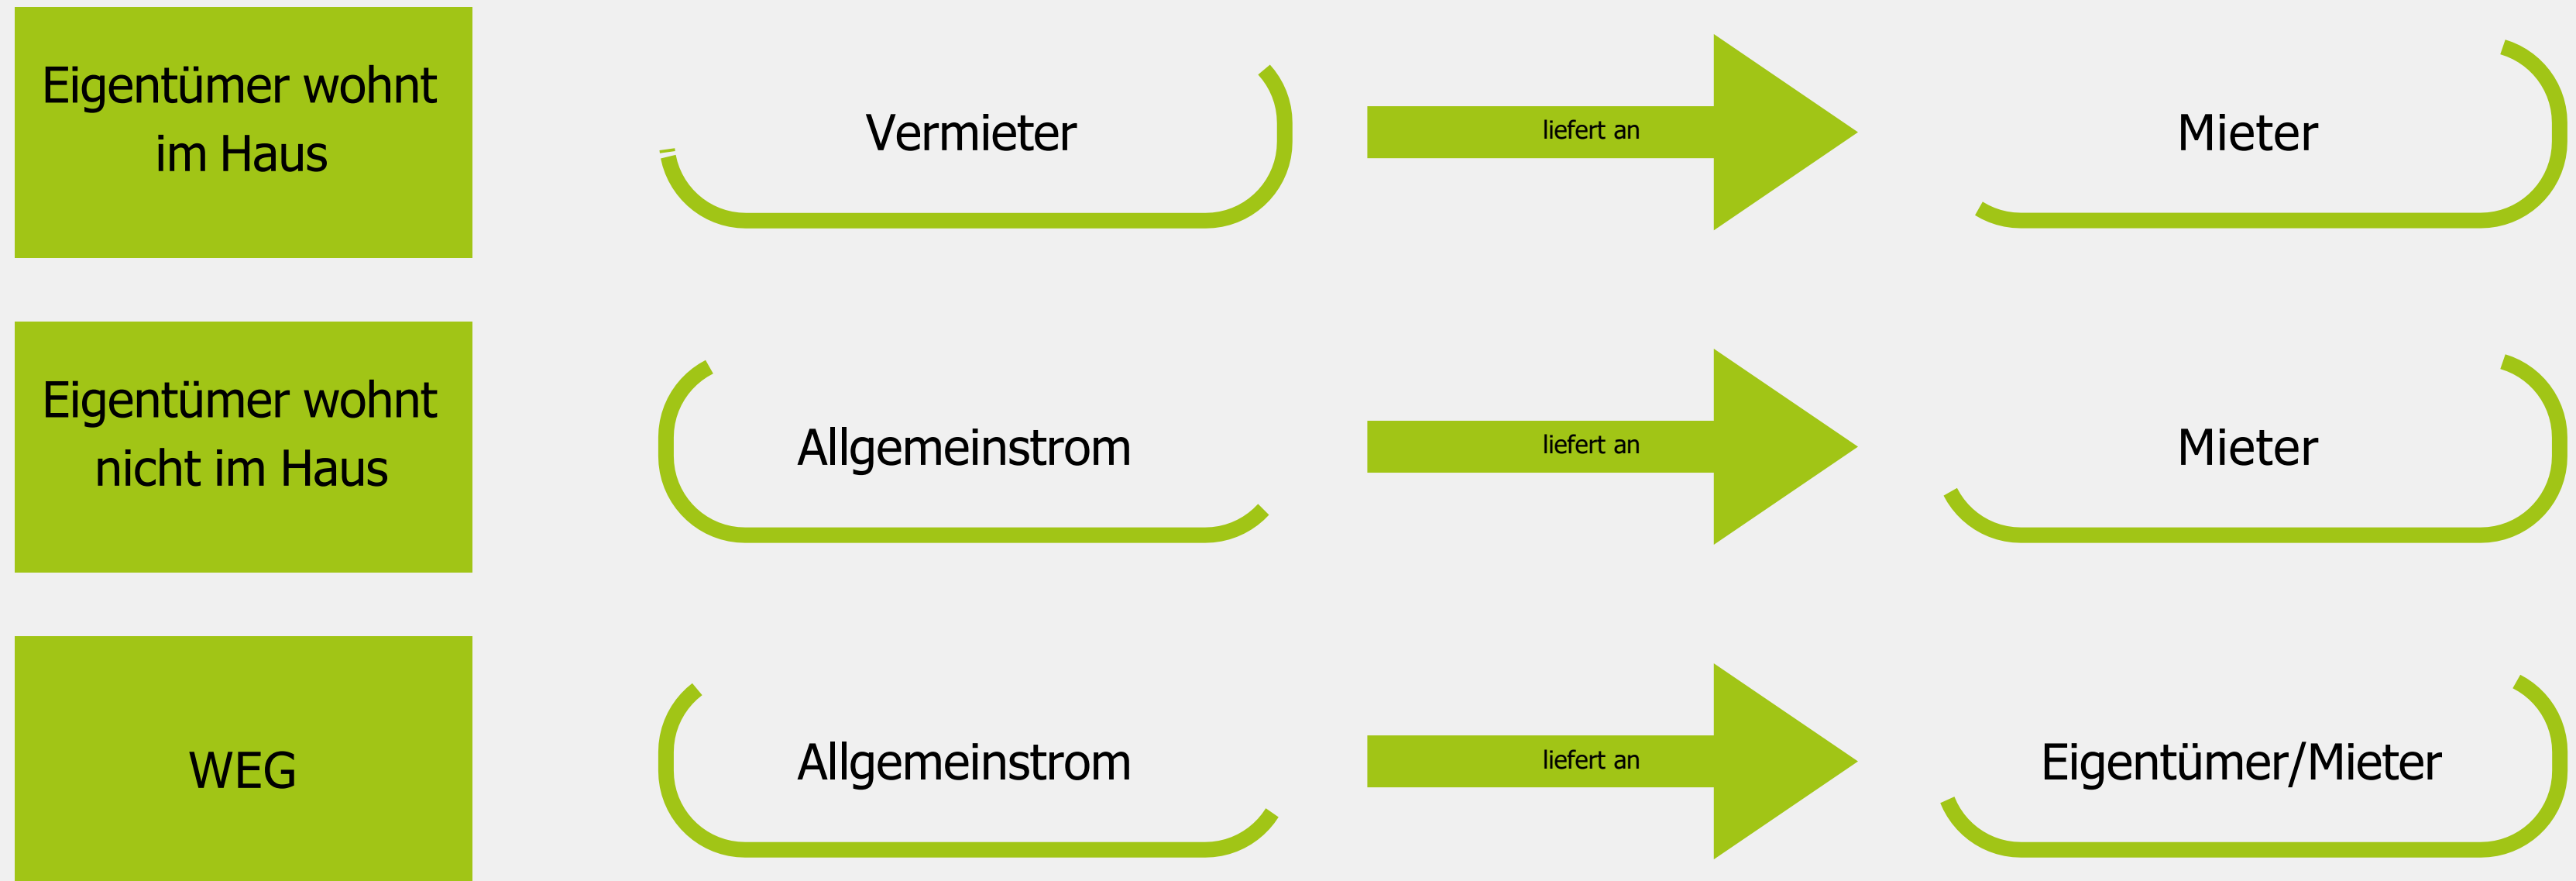 Eigentümer wohnt
im Haus
Vermieter
liefert an
Mieter
Eigentümer wohnt
nicht im Haus
Allgemeinstrom
liefert an
Mieter
WEG
Allgemeinstrom
liefert an
Eigentümer/Mieter